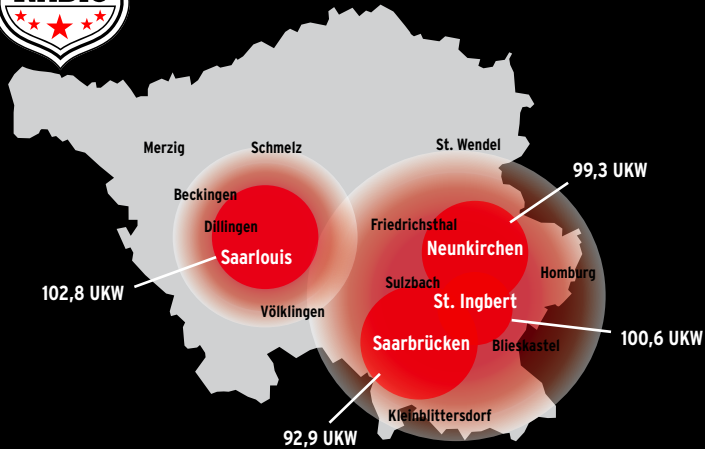 RADIO
Merzig
Schmelz
St. Wendel
99,3 UKW
Beckingen
Dillingen
Friedrichsthal
Saarlouis
Neunkirchen
Homburg
Sulzbach
102,8 UKW
St. Ingbert
Völklingen
100,6 UKW
Saarbrücken
Blieskastel
Kleinblittersdorf
92,9 UKW